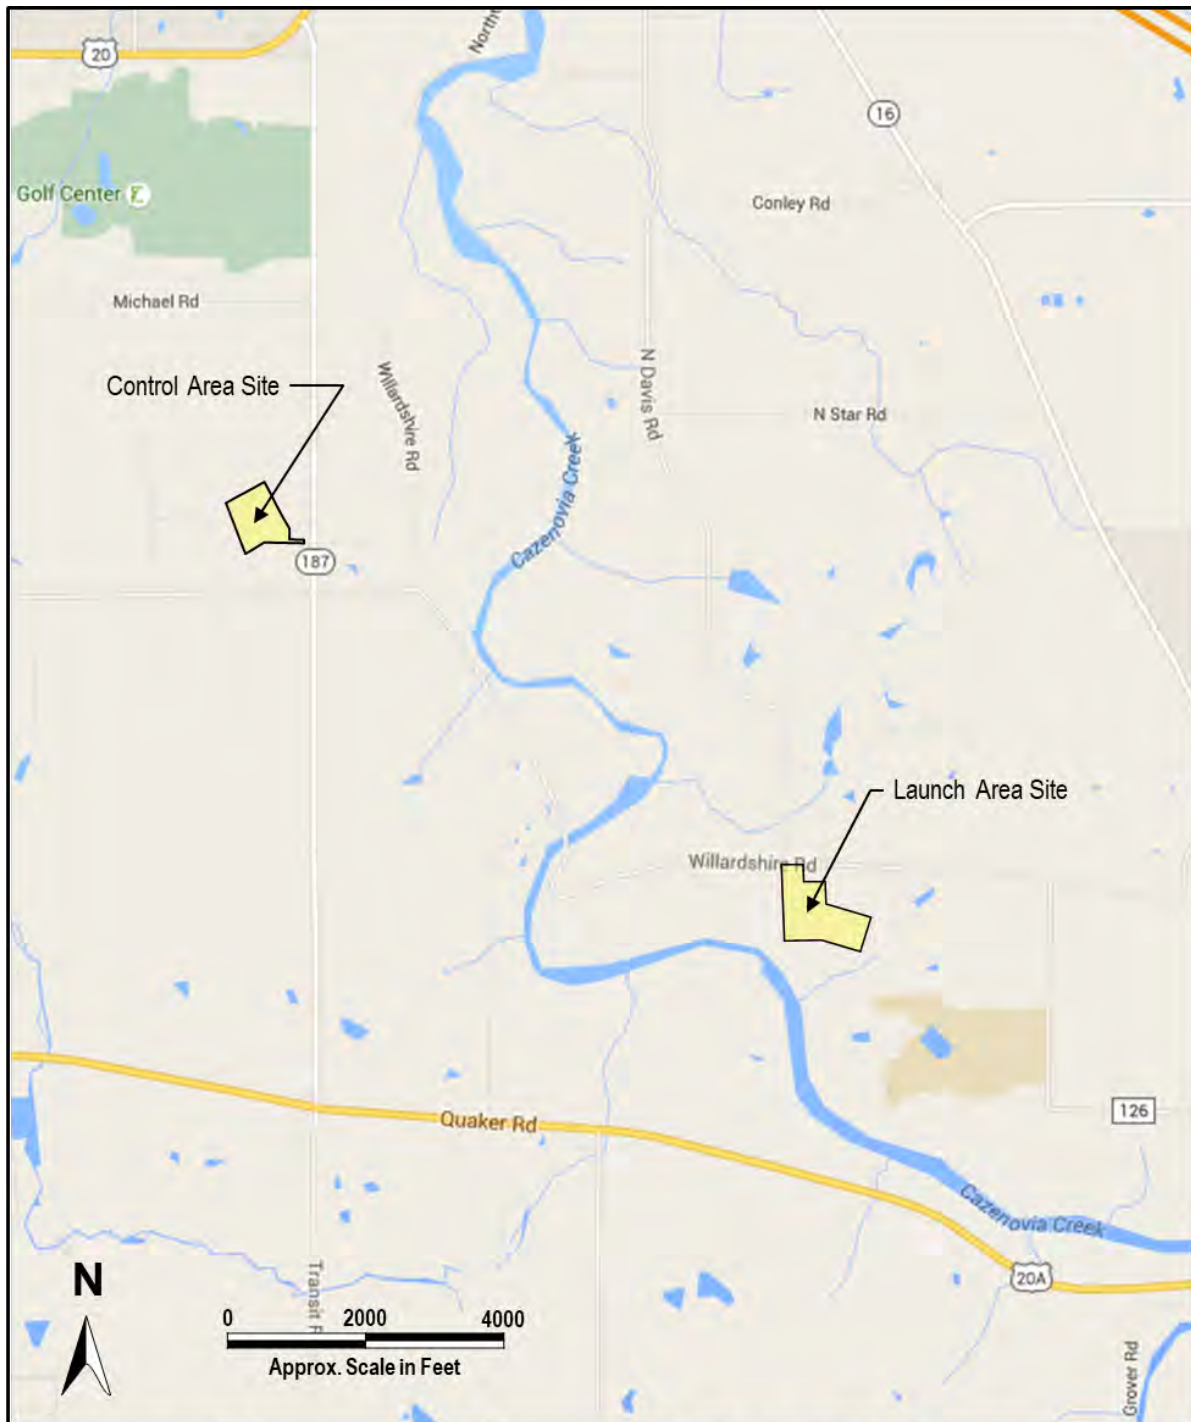 North
20
16
Golf Center
Conley Rd
Michael Rd
Control Area Site
Willardshire Rd
N Davis Rd
N Star Rd
Cazenovia Creek
187
Launch Area Site
Willardshire Rd
126
Quaker Rd
Cazenovia Creek
20A
N
Transit R
0 2000 4000
Approx. Scale in Feet
Grover Rd